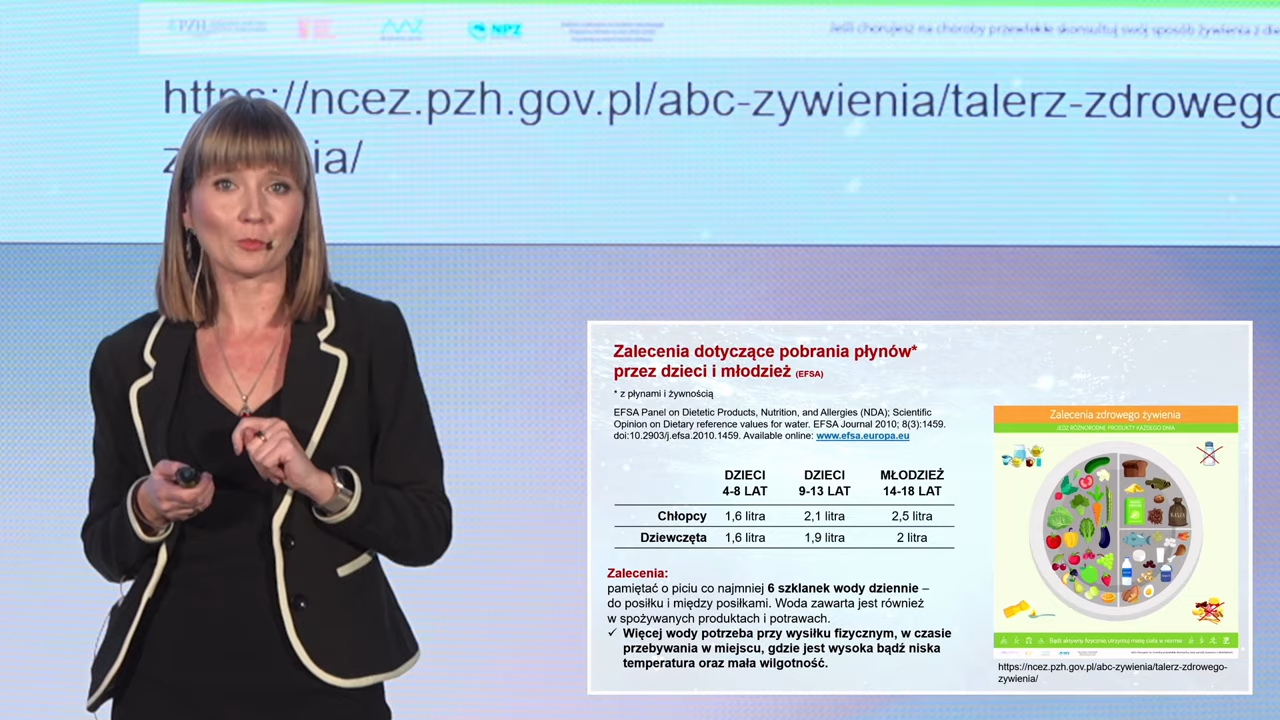 PZH
NPZ
Jeśli chorujesz na choroby przewlekłe skonsultuj swój sposób żywienia z
https://ncez.pzh.gov.pl/abc-zywienia/talerz-zdrowego
ia/
Zalecenia dotyczące pobrania płynów*
przez dzieci i młodzież (EFSA)
* z płynami i żywnością
EFSA Panel on Dietetic Products, Nutrition, and Allergies (NDA); Scientific
Opinion on Dietary reference values for water. EFSA Journal 2010; 8(3):1459.
doi:10.2903/j.efsa.2010.1459. Available online: www.efsa.europa.eu
DZIECI DZIECI MŁODZIEŻ
4-8 LAT 9-13 LAT 14-18 LAT
Chłopcy 1,6 litra 2,1 litra 2,5 litra
Dziewczęta 1,6 litra 1,9 litra 2 litra
Zalecenia:
pamiętać o piciu co najmniej 6 szklanek wody dziennie –
do posiłku i między posiłkami. Woda zawarta jest również
w spożywanych produktach i potrawach.
✓ Więcej wody potrzeba przy wysiłku fizycznym, w czasie
przebywania w miejscu, gdzie jest wysoka bądź niska
temperatura oraz mała wilgotność.
Zalecenia zdrowego żywienia
JEDZ RÓŻNORODNE PRODUKTY KAŻDEGO DNIA
Bądź aktywny fizycznie, utrzymuj masę ciała w normie
https://ncez.pzh.gov.pl/abc-zywienia/talerz-zdrowego-
zywienia/